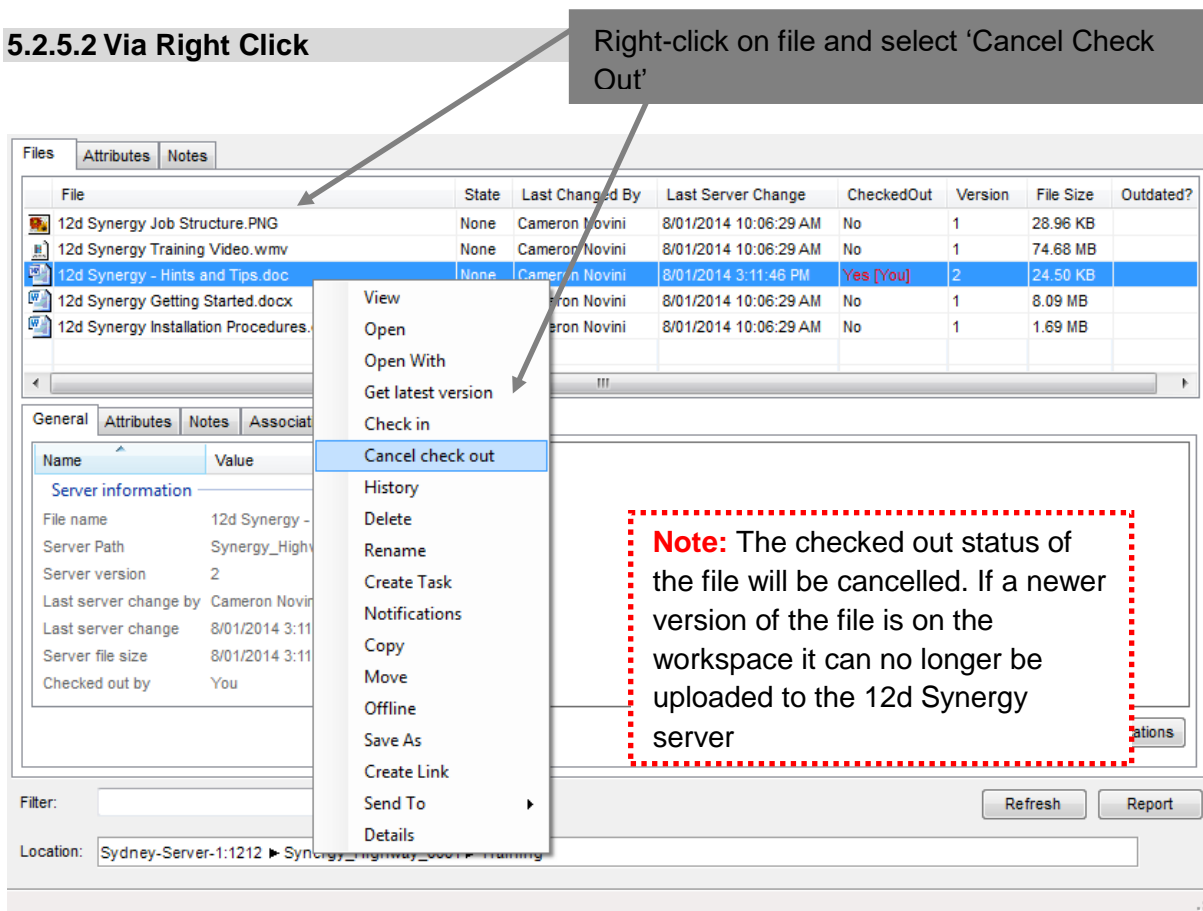 5.2.5.2 Via Right Click
Right-click on file and select ‘Cancel Check
Out’
Files Attributes Notes
File State Last Changed By Last Server Change CheckedOut Version File Size Outdated?
12d Synergy Job Structure.PNG None Cameron Novini 8/01/2014 10:06:29 AM No 1 28.96 KB
12d Synergy Training Video.wmv None Cameron Novini 8/01/2014 10:06:29 AM No 1 74.68 MB
12d Synergy - Hints and Tips.doc None Cameron Novini 8/01/2014 3:11:46 PM Yes [You] 2 24.50 KB
12d Synergy Getting Started.docx eron Novini 8/01/2014 10:06:29 AM No 1 8.09 MB
12d Synergy Installation Procedures. eron Novini 8/01/2014 10:06:29 AM No 1 1.69 MB
View
Open
Open With
Get latest version
Check in
Cancel check out
History
Delete
Rename
Create Task
Notifications
Copy
Move
Offline
Save As
Create Link
Send To
Details
General Attributes Notes Associat
Name Value
Server information
File name 12d Synergy -
Server Path Synergy_Highw
Server version 2
Last server change by Cameron Novin
Last server change 8/01/2014 3:11
Server file size 8/01/2014 3:11
Checked out by You
Note: The checked out status of
the file will be cancelled. If a newer
version of the file is on the
workspace it can no longer be
uploaded to the 12d Synergy
server
ations
Filter: Refresh Report
Location: Sydney-Server-1:1212 ▶ Synergy_Highway_0001 ▶ Training